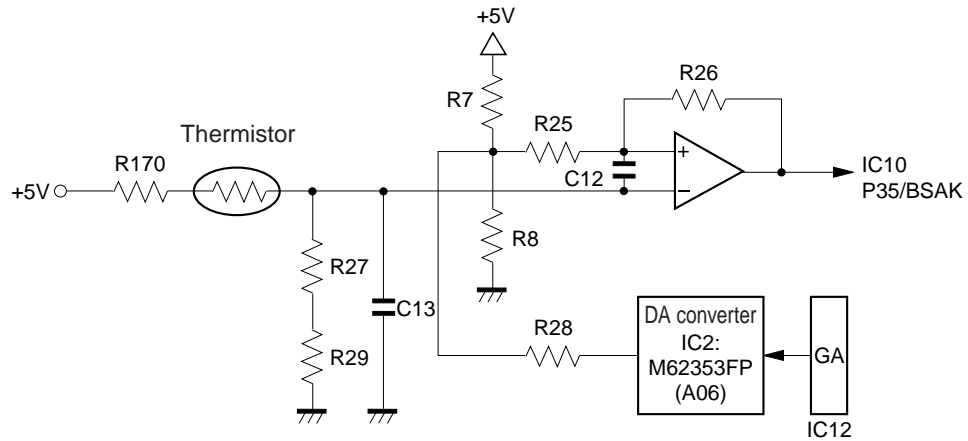 +5V
R7
R26
R25
Thermistor
R170
+5V
C12
+
−
IC10
P35/BSAK
R8
R27
C13
R29
R28
DA converter
IC2:
M62353FP
(A06)
GA
IC12